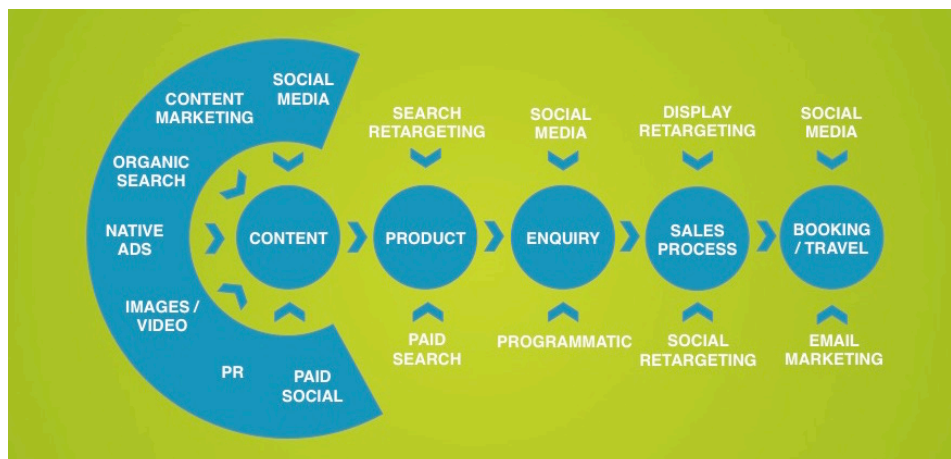 SOCIAL
MEDIA
CONTENT
MARKETING
ORGANIC
SEARCH
NATIVE
ADS
IMAGES /
VIDEO
PR
PAID
SOCIAL
CONTENT
SEARCH
RETARGETING
PRODUCT
PAID
SEARCH
SOCIAL
MEDIA
ENQUIRY
PROGRAMMATIC
DISPLAY
RETARGETING
SALES
PROCESS
SOCIAL
RETARGETING
SOCIAL
MEDIA
BOOKING
/ TRAVEL
EMAIL
MARKETING